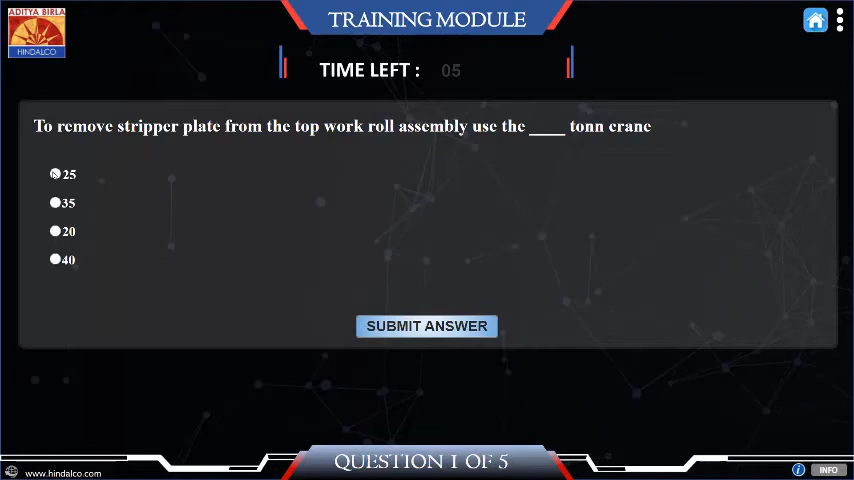 ADITYA BIRLA
HINDALCO
TRAINING MODULE
TIME LEFT : 05
To remove stripper plate from the top work roll assembly use the ____ tonn crane
25
35
20
40
SUBMIT ANSWER
www.hindalco.com
QUESTION 1 OF 5
i
INFO